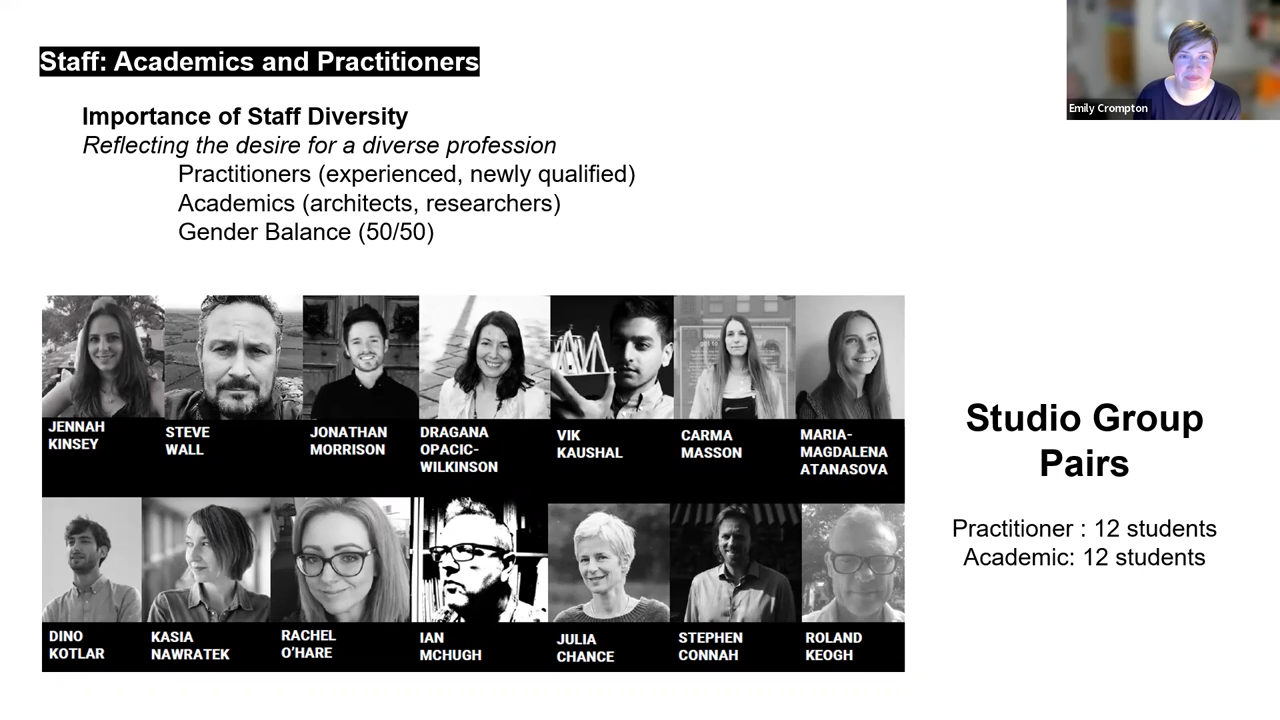 Staff: Academics and Practitioners
Emily Crompton
Importance of Staff Diversity
Reflecting the desire for a diverse profession
Practitioners (experienced, newly qualified)
Academics (architects, researchers)
Gender Balance (50/50)
JENNAH
KINSEY
STEVE
WALL
JONATHAN
MORRISON
DRAGANA
OPACIC-
WILKINSON
VIK
KAUSHAL
CARMA
MASSON
MARIA-
MAGDALENA
ATANASOVA
DINO
KOTLAR
KASIA
NAWRATEK
RACHEL
O’HARE
IAN
MCHUGH
JULIA
CHANCE
STEPHEN
CONNAH
ROLAND
KEOGH
Studio Group
Pairs
Practitioner : 12 students
Academic: 12 students